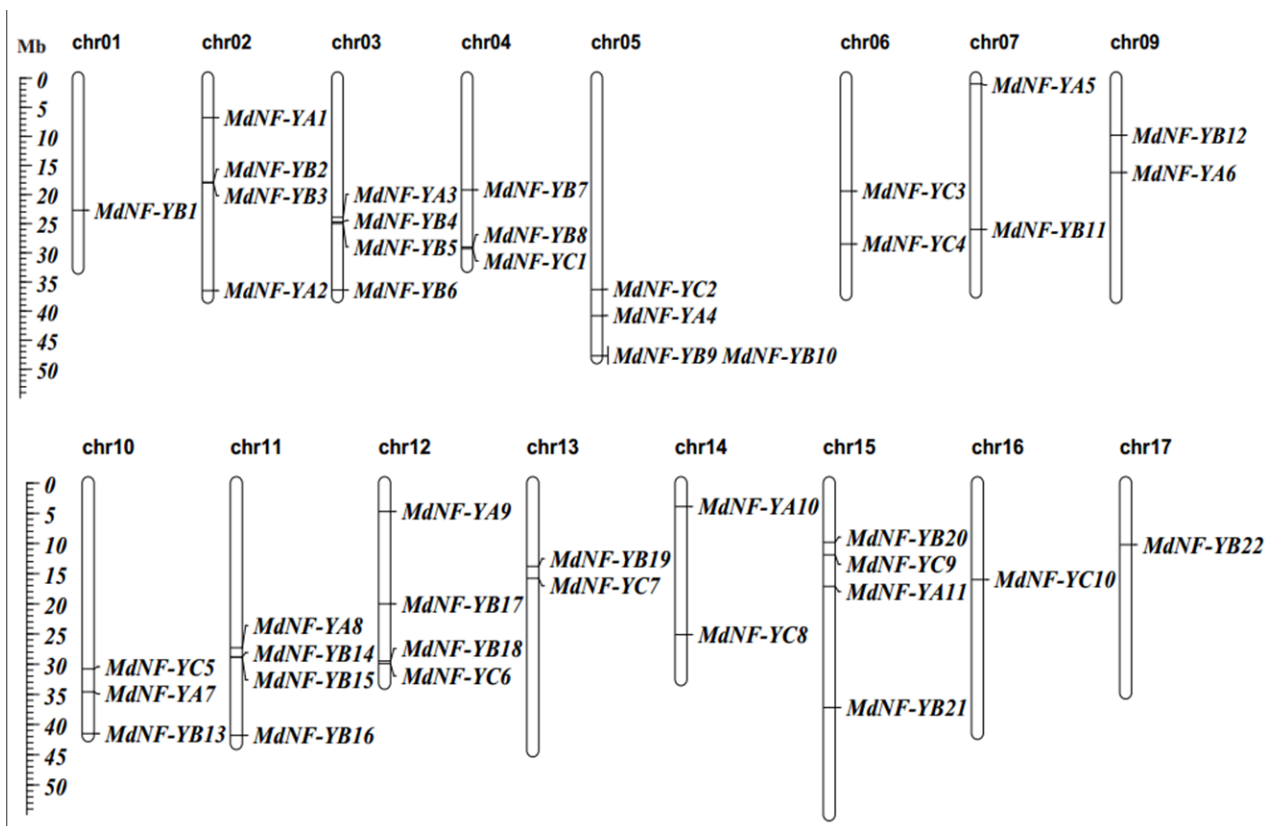 Mb chr01 chr02 chr03 chr04 chr05 chr06 chr07 chr09
0
MdNF-YA5
5
MdNF-YA1
10
MdNF-YB12
15
MdNF-YB2
MdNF-YA6
20
MdNF-YB3 MdNF-YA3 MdNF-YB7 MdNF-YC3
MdNF-YB1
25
MdNF-YB4
MdNF-YB8 MdNF-YB11
MdNF-YB5 MdNF-YC4
30
MdNF-YC1
35
MdNF-YA2 MdNF-YB6 MdNF-YC2
40
MdNF-YA4
45
MdNF-YB9 MdNF-YB10
50
chr10 chr11 chr12 chr13 chr14 chr15 chr16 chr17
0
5
MdNF-YA9 MdNF-YA10
10
MdNF-YB20 MdNF-YB22
MdNF-YB19 MdNF-YC9
15
MdNF-YC7 MdNF-YA11 MdNF-YC10
20
MdNF-YB17
25
MdNF-YA8 MdNF-YC8
MdNF-YB14 MdNF-YB18
30
MdNF-YC5 MdNF-YB15 MdNF-YC6
35
MdNF-YA7 MdNF-YB21
40
MdNF-YB13 MdNF-YB16
45
50